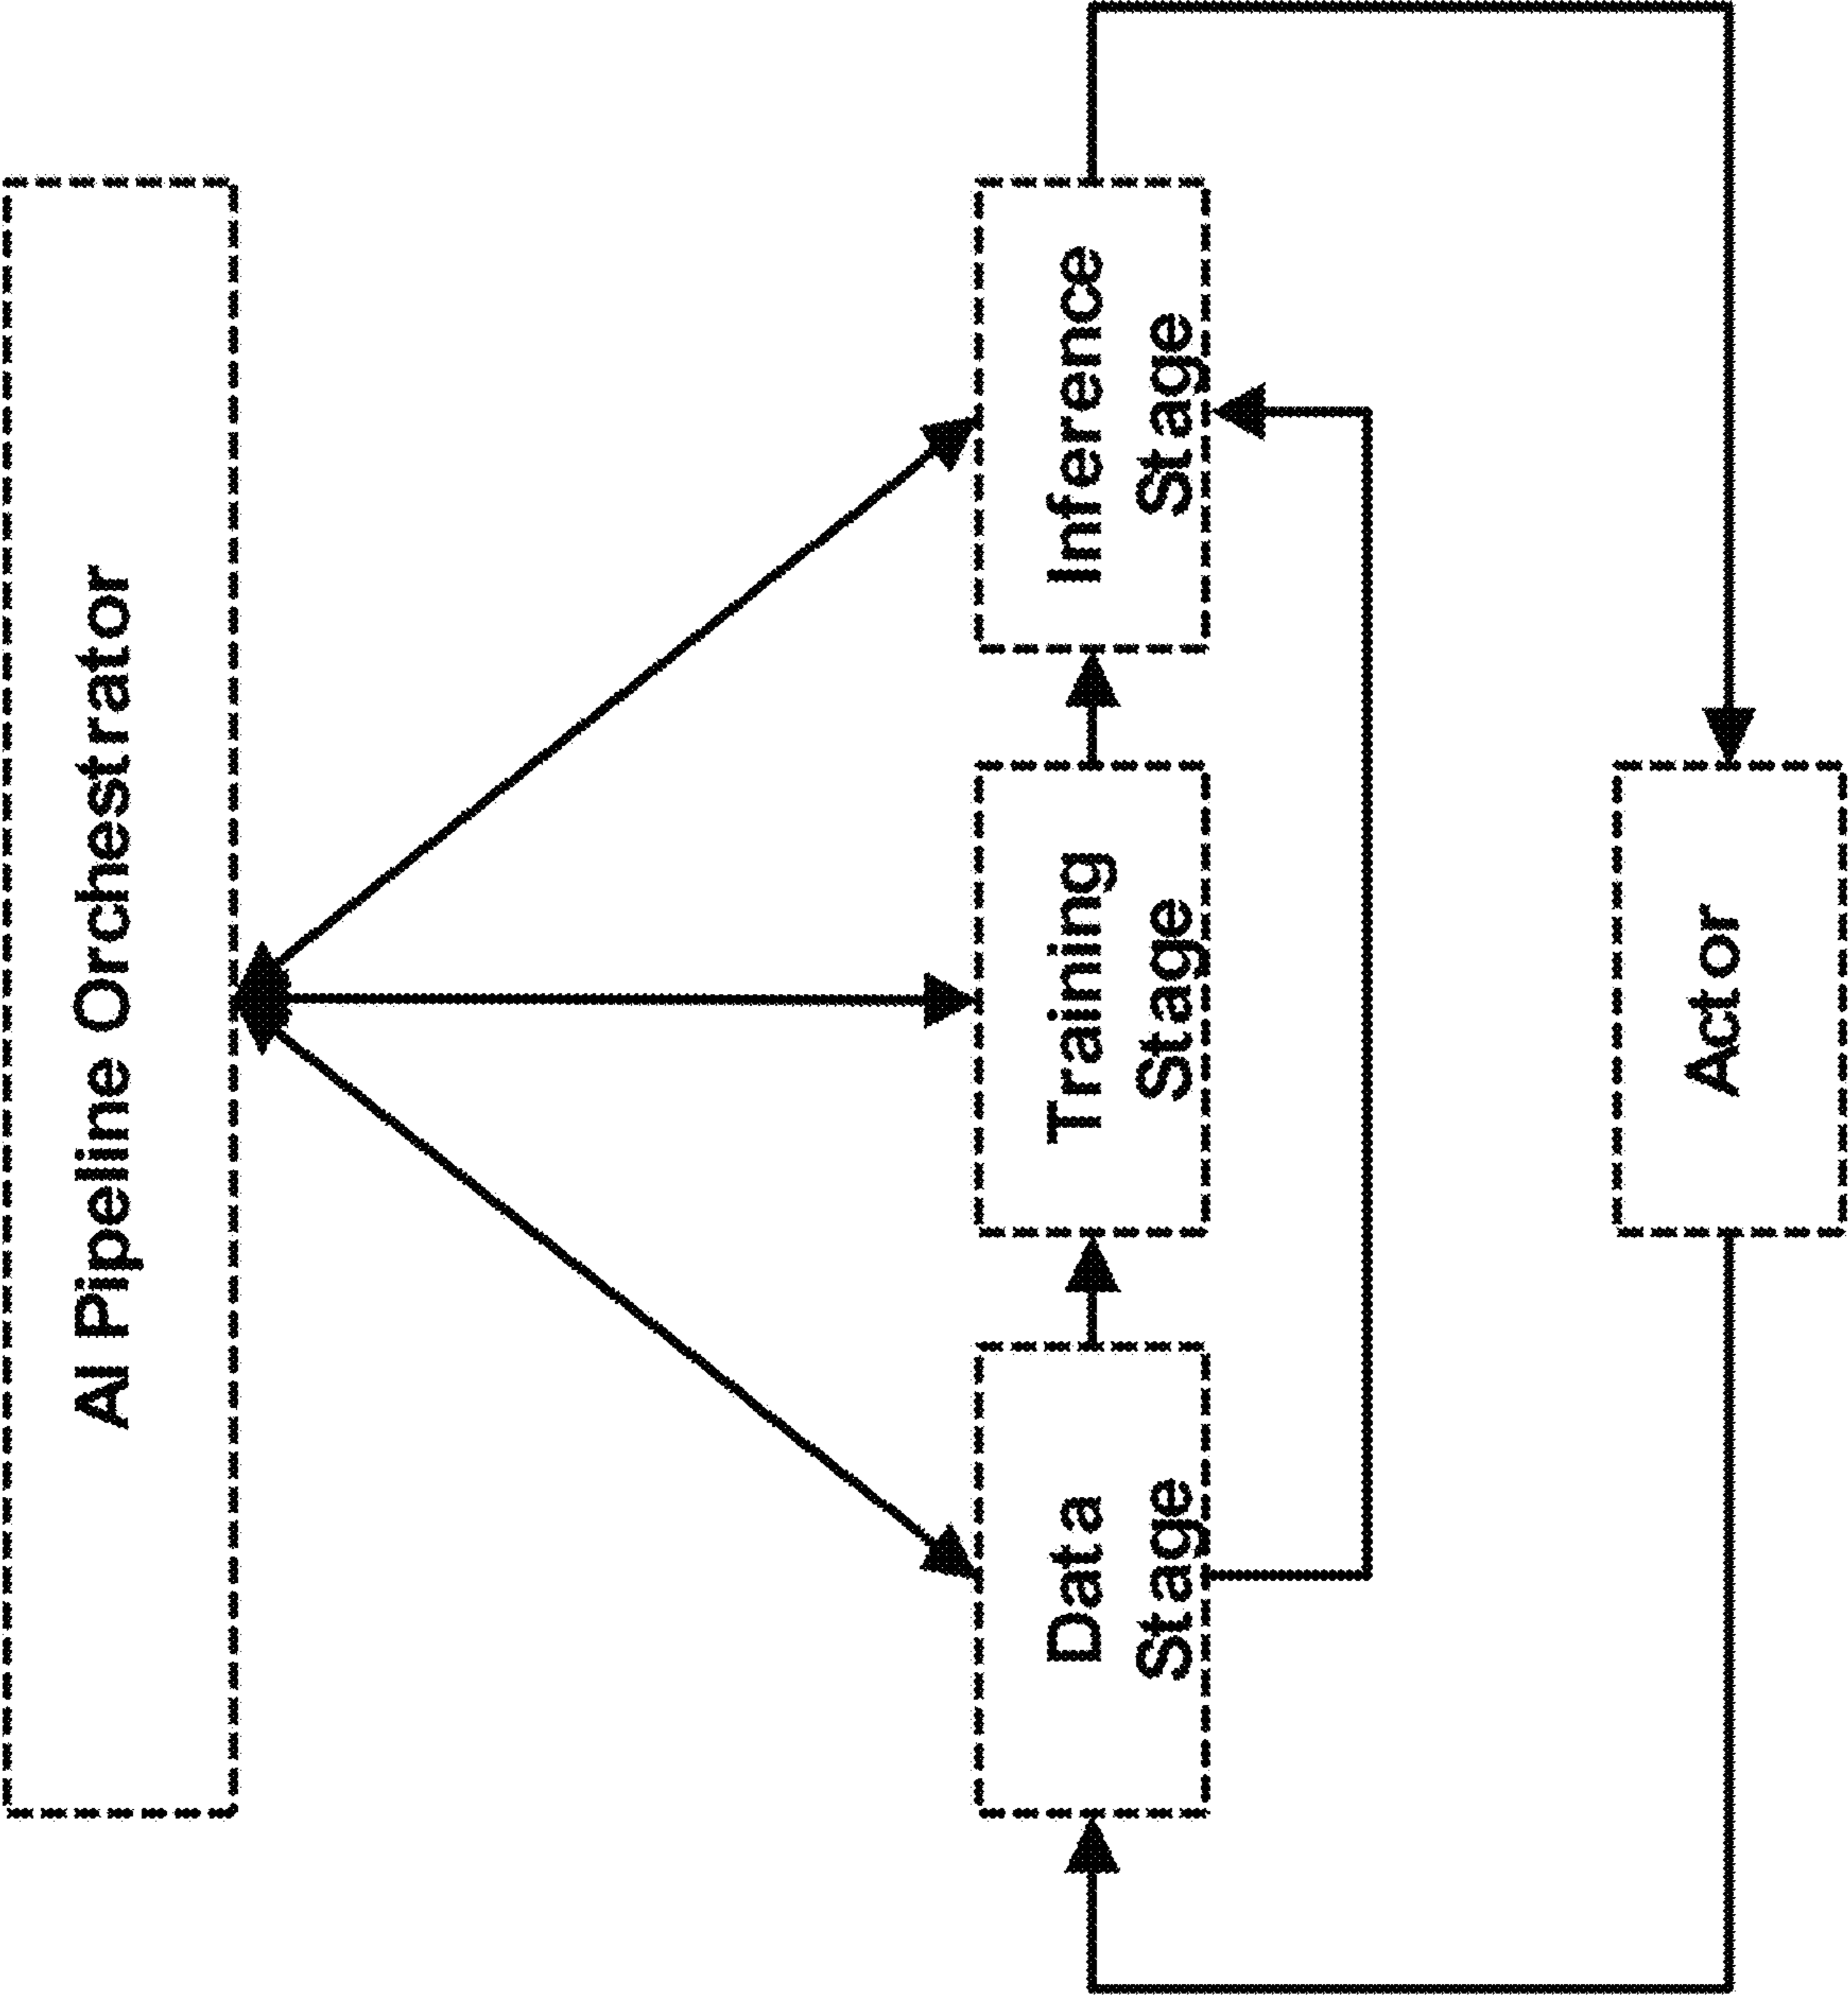 AI Pipeline Orchestrator
Data
Stage
Training
Stage
Inference
Stage
Actor